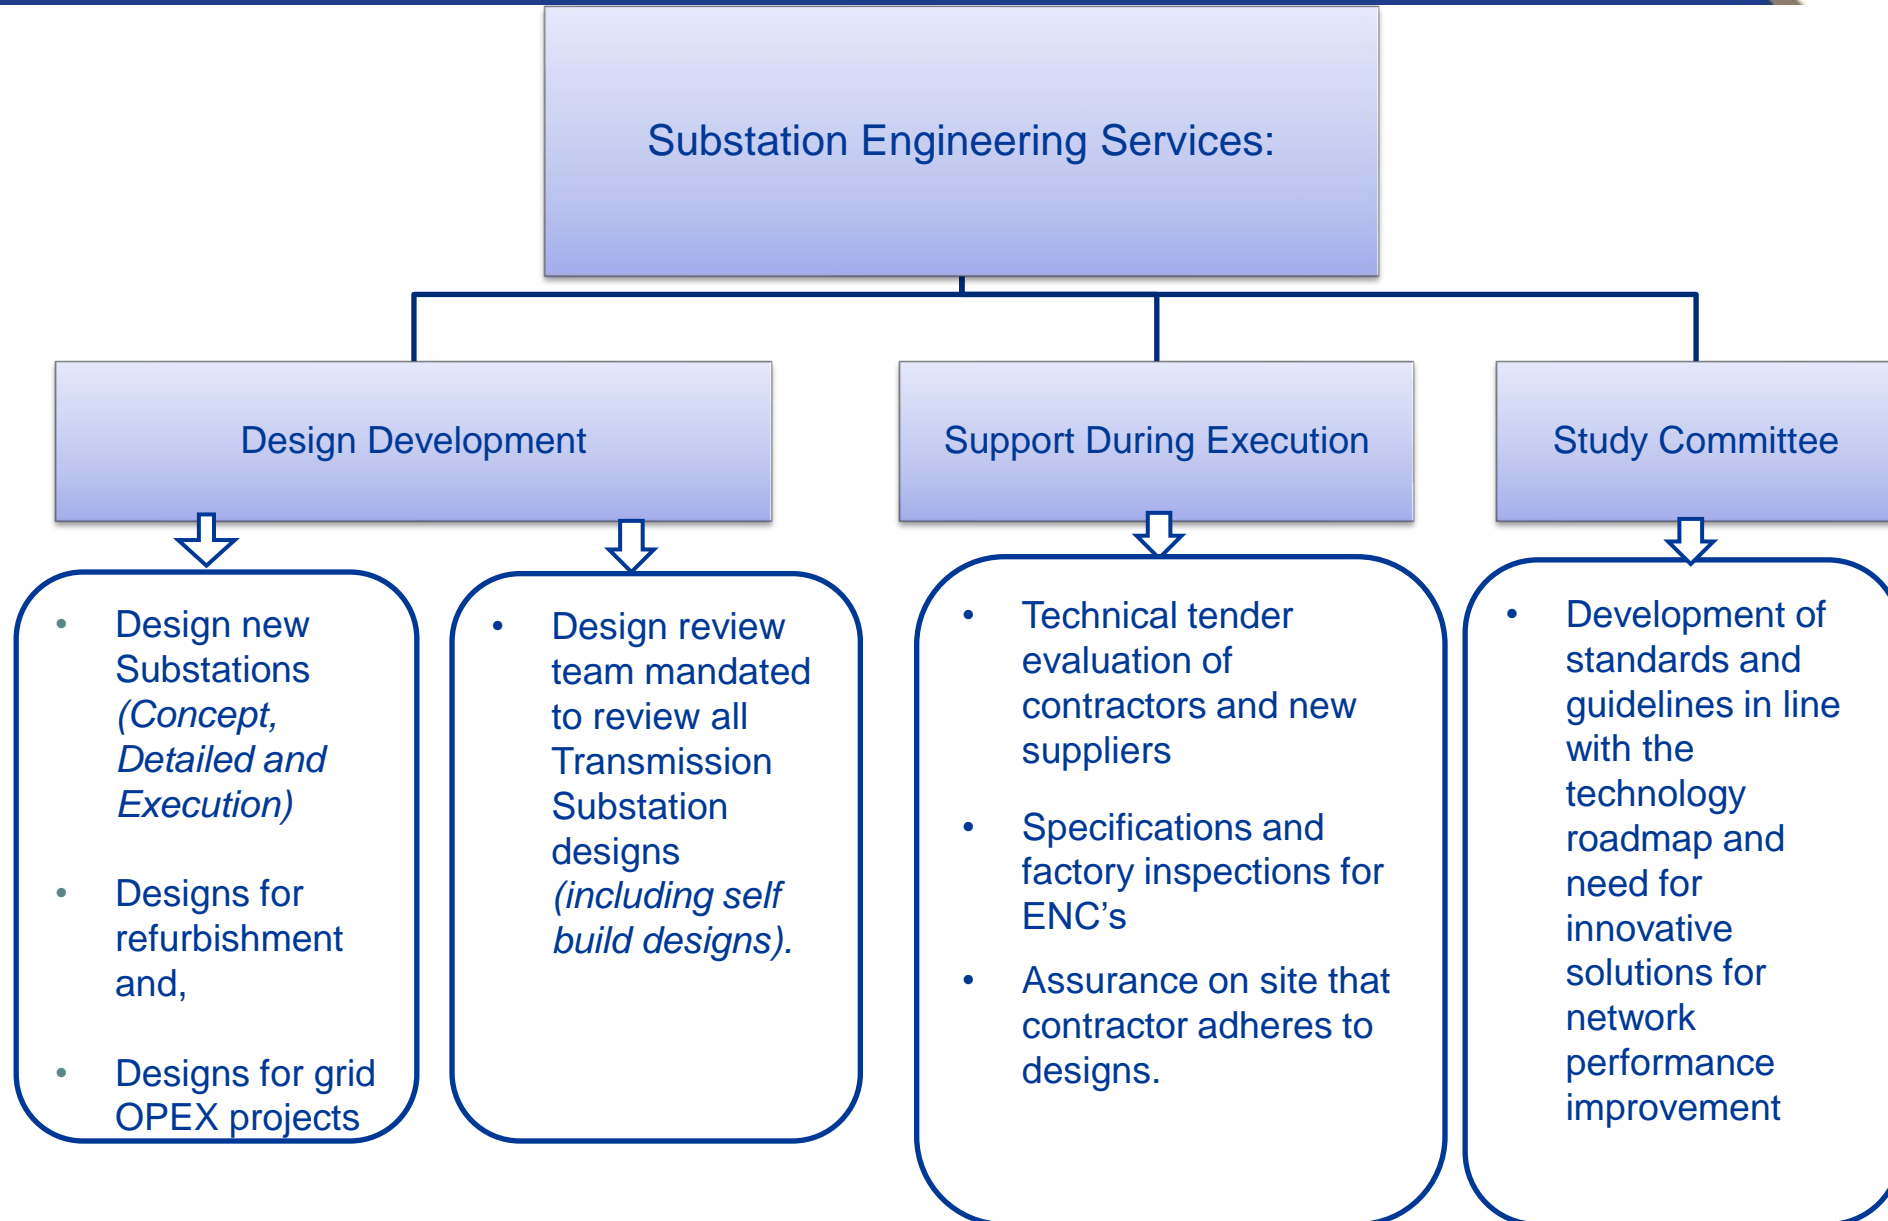 Substation Engineering Services:
Design Development
Support During Execution
Study Committee
• Design new
Substations
(Concept,
Detailed and
Execution)
• Designs for
refurbishment
and,
• Designs for grid
OPEX projects
• Design review
team mandated
to review all
Transmission
Substation
designs
(including self
build designs).
• Technical tender
evaluation of
contractors and new
suppliers
• Specifications and
factory inspections for
ENC’s
• Assurance on site that
contractor adheres to
designs.
• Development of
standards and
guidelines in line
with the
technology
roadmap and
need for
innovative
solutions for
network
performance
improvement